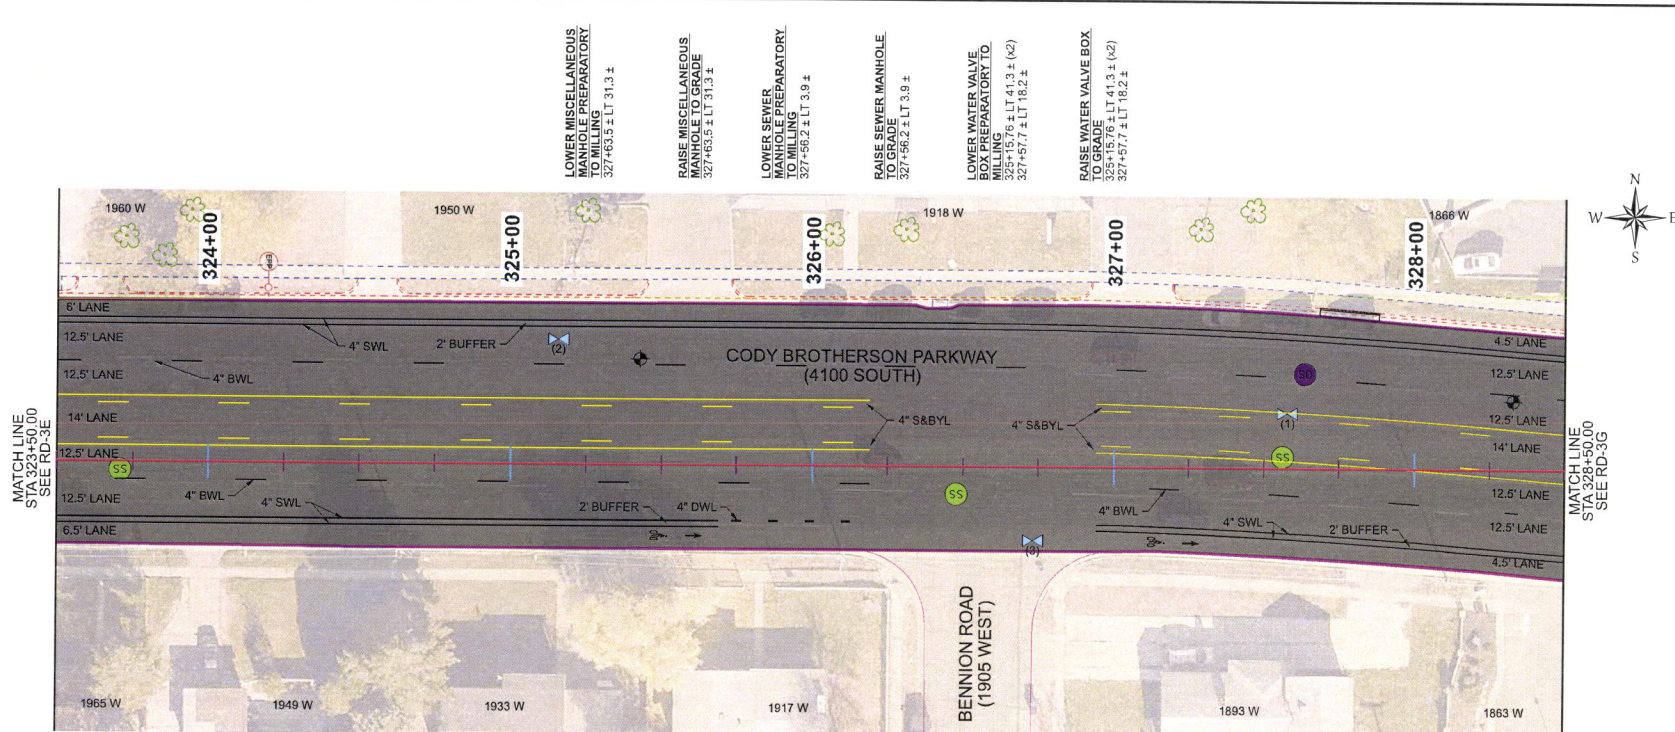 LOWER MISCELLANEOUS
MANHOLE PREPARATORY
TO MILLING
327+63.5 ± LT 31.3 ±
RAISE MISCELLANEOUS
MANHOLE TO GRADE
327+63.5 ± LT 31.3 ±
LOWER SEWER
MANHOLE PREPARATORY
TO MILLING
327+56.2 ± LT 3.9 ±
RAISE SEWER MANHOLE
TO GRADE
327+56.2 ± LT 3.9 ±
LOWER WATER VALVE
BOX PREPARATORY TO
MILLING
325+15.76 ± LT 41.3 ± (x2)
327+57.7 ± LT 18.2 ±
RAISE WATER VALVE BOX
TO GRADE
325+15.76 ± LT 41.3 ± (x2)
327+57.7 ± LT 18.2 ±
N
W
E
S
1960 W
1950 W
1918 W
1866 W
324+00
325+00
326+00
327+00
328+00
EPP
6' LANE
12.5' LANE
4" SWL
2' BUFFER
(2)
4.5' LANE
CODY BROTHERSON PARKWAY
(4100 SOUTH)
SD
12.5' LANE
12.5' LANE
4" BWL
14' LANE
4" S&BYL
4" S&BYL
(1)
12.5' LANE
14' LANE
MATCH LINE
STA 323+50.00
SEE RD-3E
MATCH LINE
STA 328+50.00
SEE RD-3G
12.5' LANE
SS
SS
SS
12.5' LANE
4" BWL
4" SWL
2' BUFFER
4" DWL
4" BWL
4" SWL
2' BUFFER
12.5' LANE
12.5' LANE
6.5' LANE
(3)
4.5' LANE
BENNION ROAD
(1905 WEST)
1965 W
1949 W
1933 W
1917 W
1893 W
1863 W